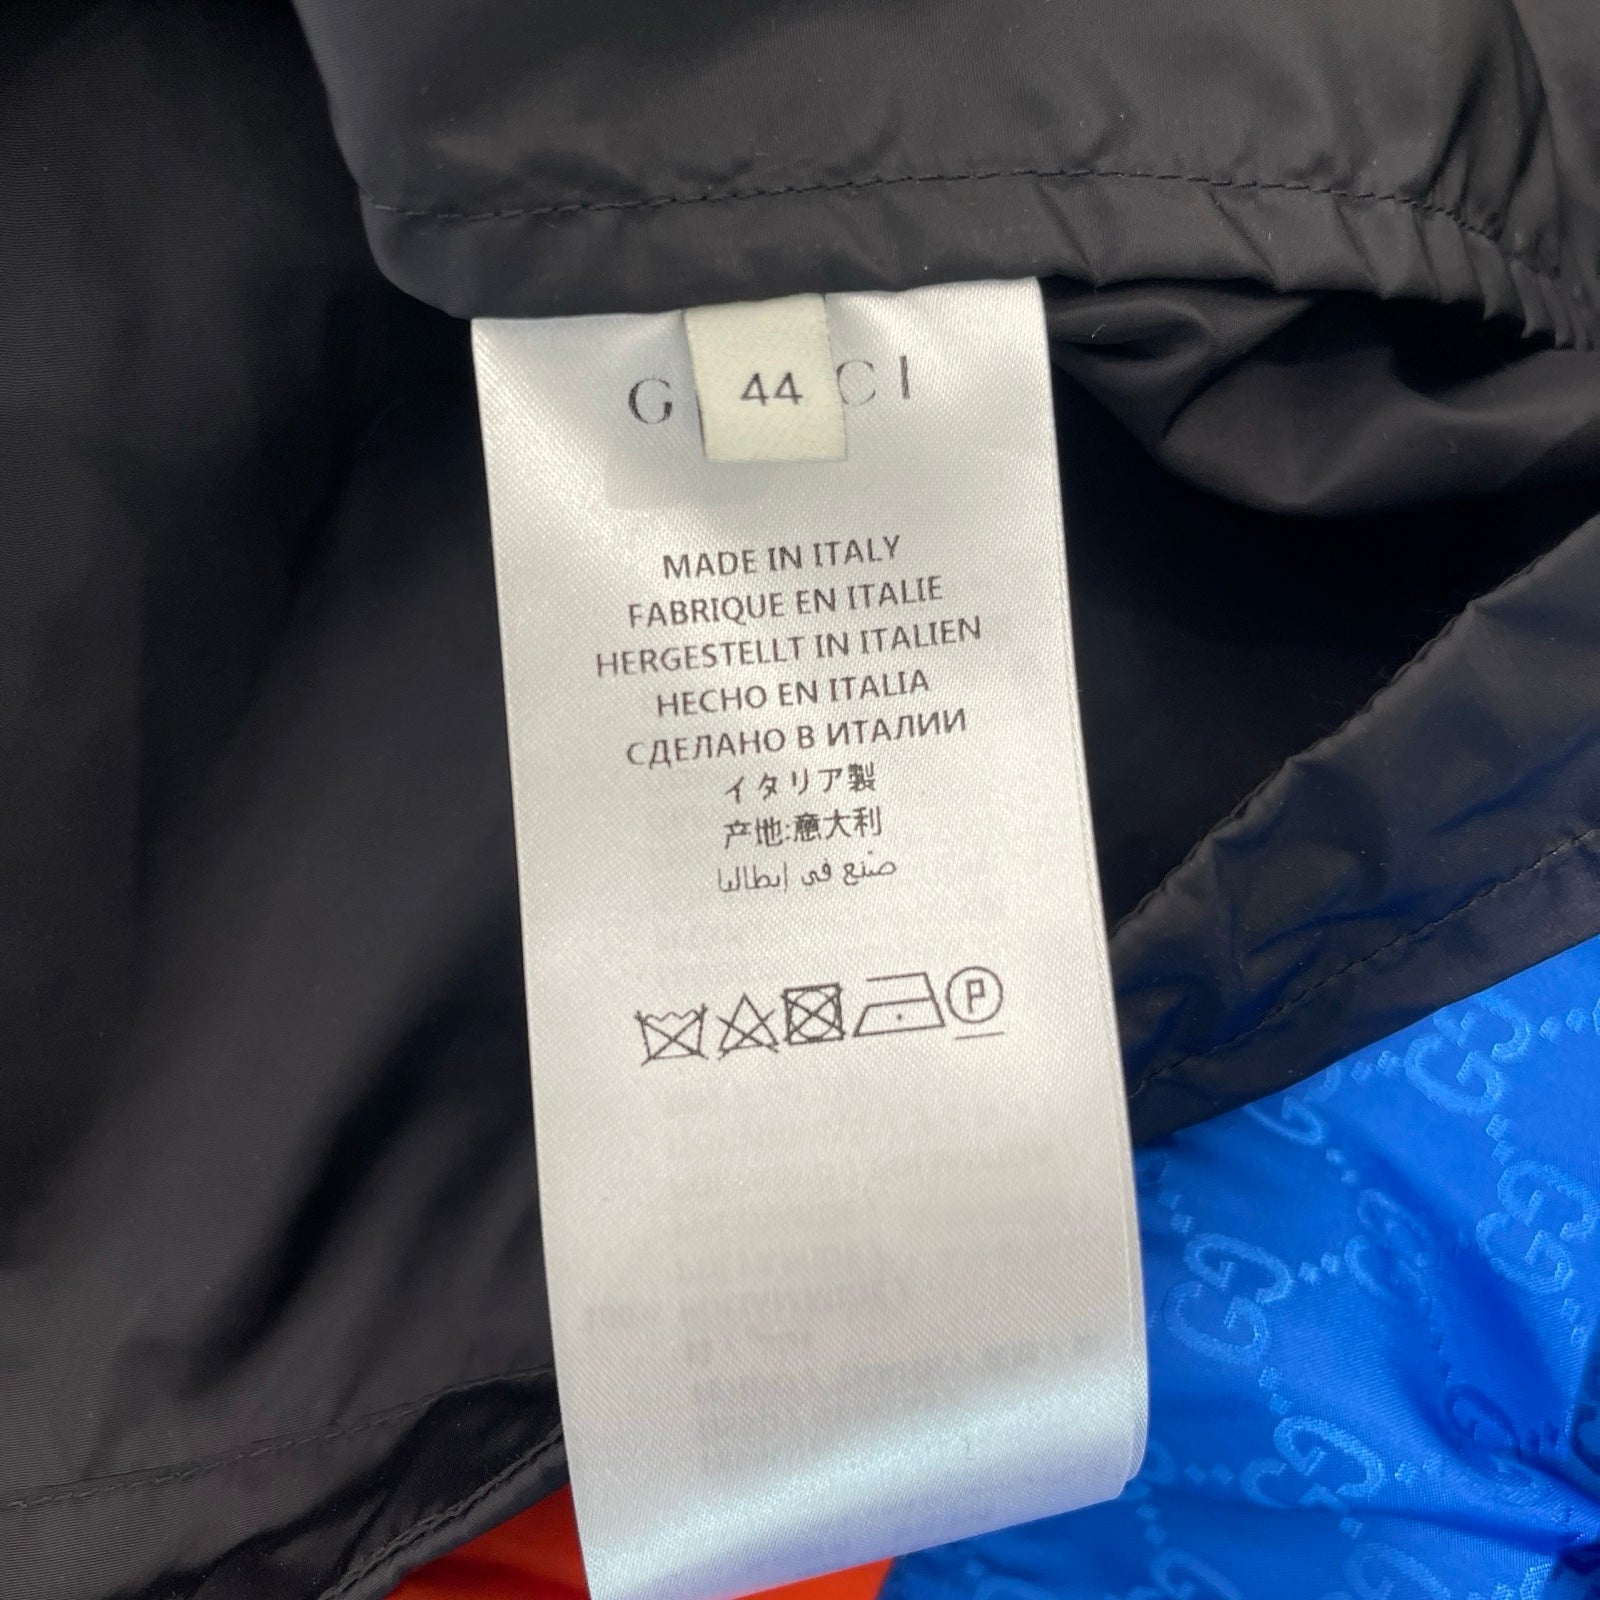 G CI
44
MADE IN ITALY
FABRIQUE EN ITALIE
HERGESTELLT IN ITALIEN
HECHO EN ITALIA
СДЕЛАНО В ИТАЛИИ
イタリア製
产地:意大利
صنع في إيطاليا
P